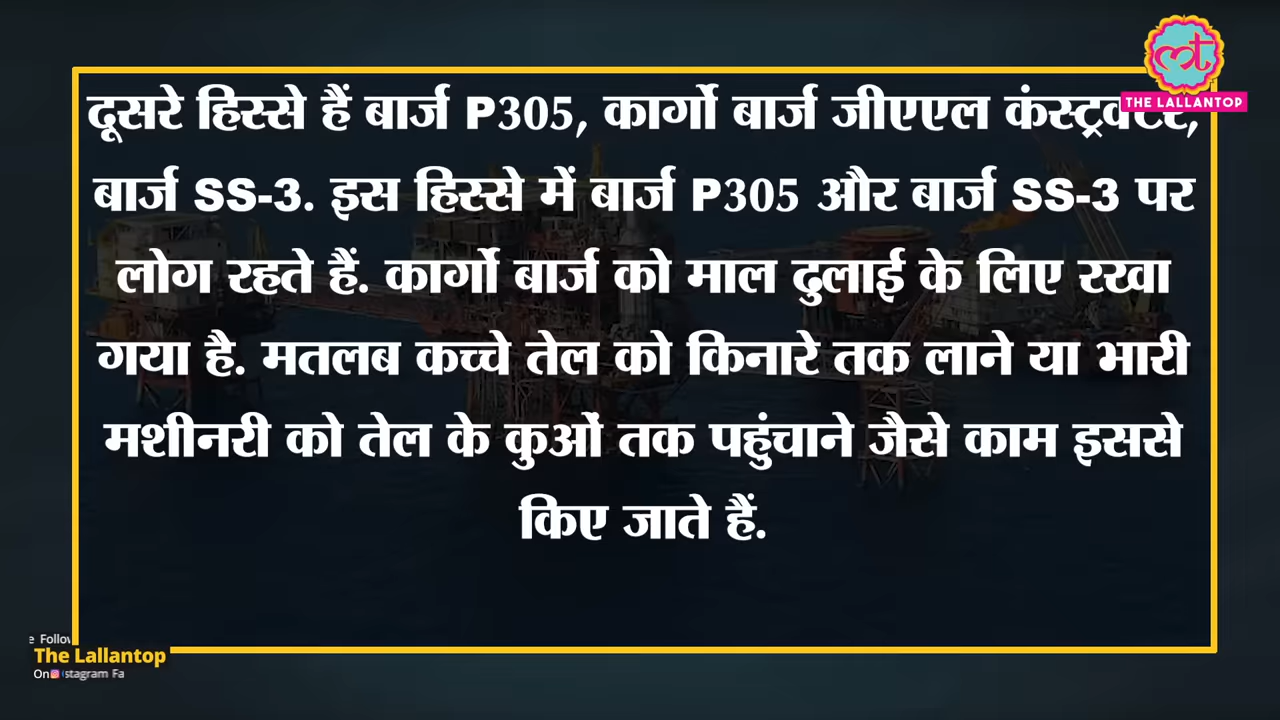 THE LALLANTOP
दूसरे हिस्से हैं बार्ज P305, कार्गो बार्ज जीएएल कंस्ट्रक्टर,
बार्ज SS-3. इस हिस्से में बार्ज P305 और बार्ज SS-3 पर
लोग रहते हैं. कार्गो बार्ज को माल ढुलाई के लिए रखा
गया है. मतलब कच्चे तेल को किनारे तक लाने या भारी
मशीनरी को तेल के कुओं तक पहुंचाने जैसे काम इससे
किए जाते हैं.
The Lallantop
On